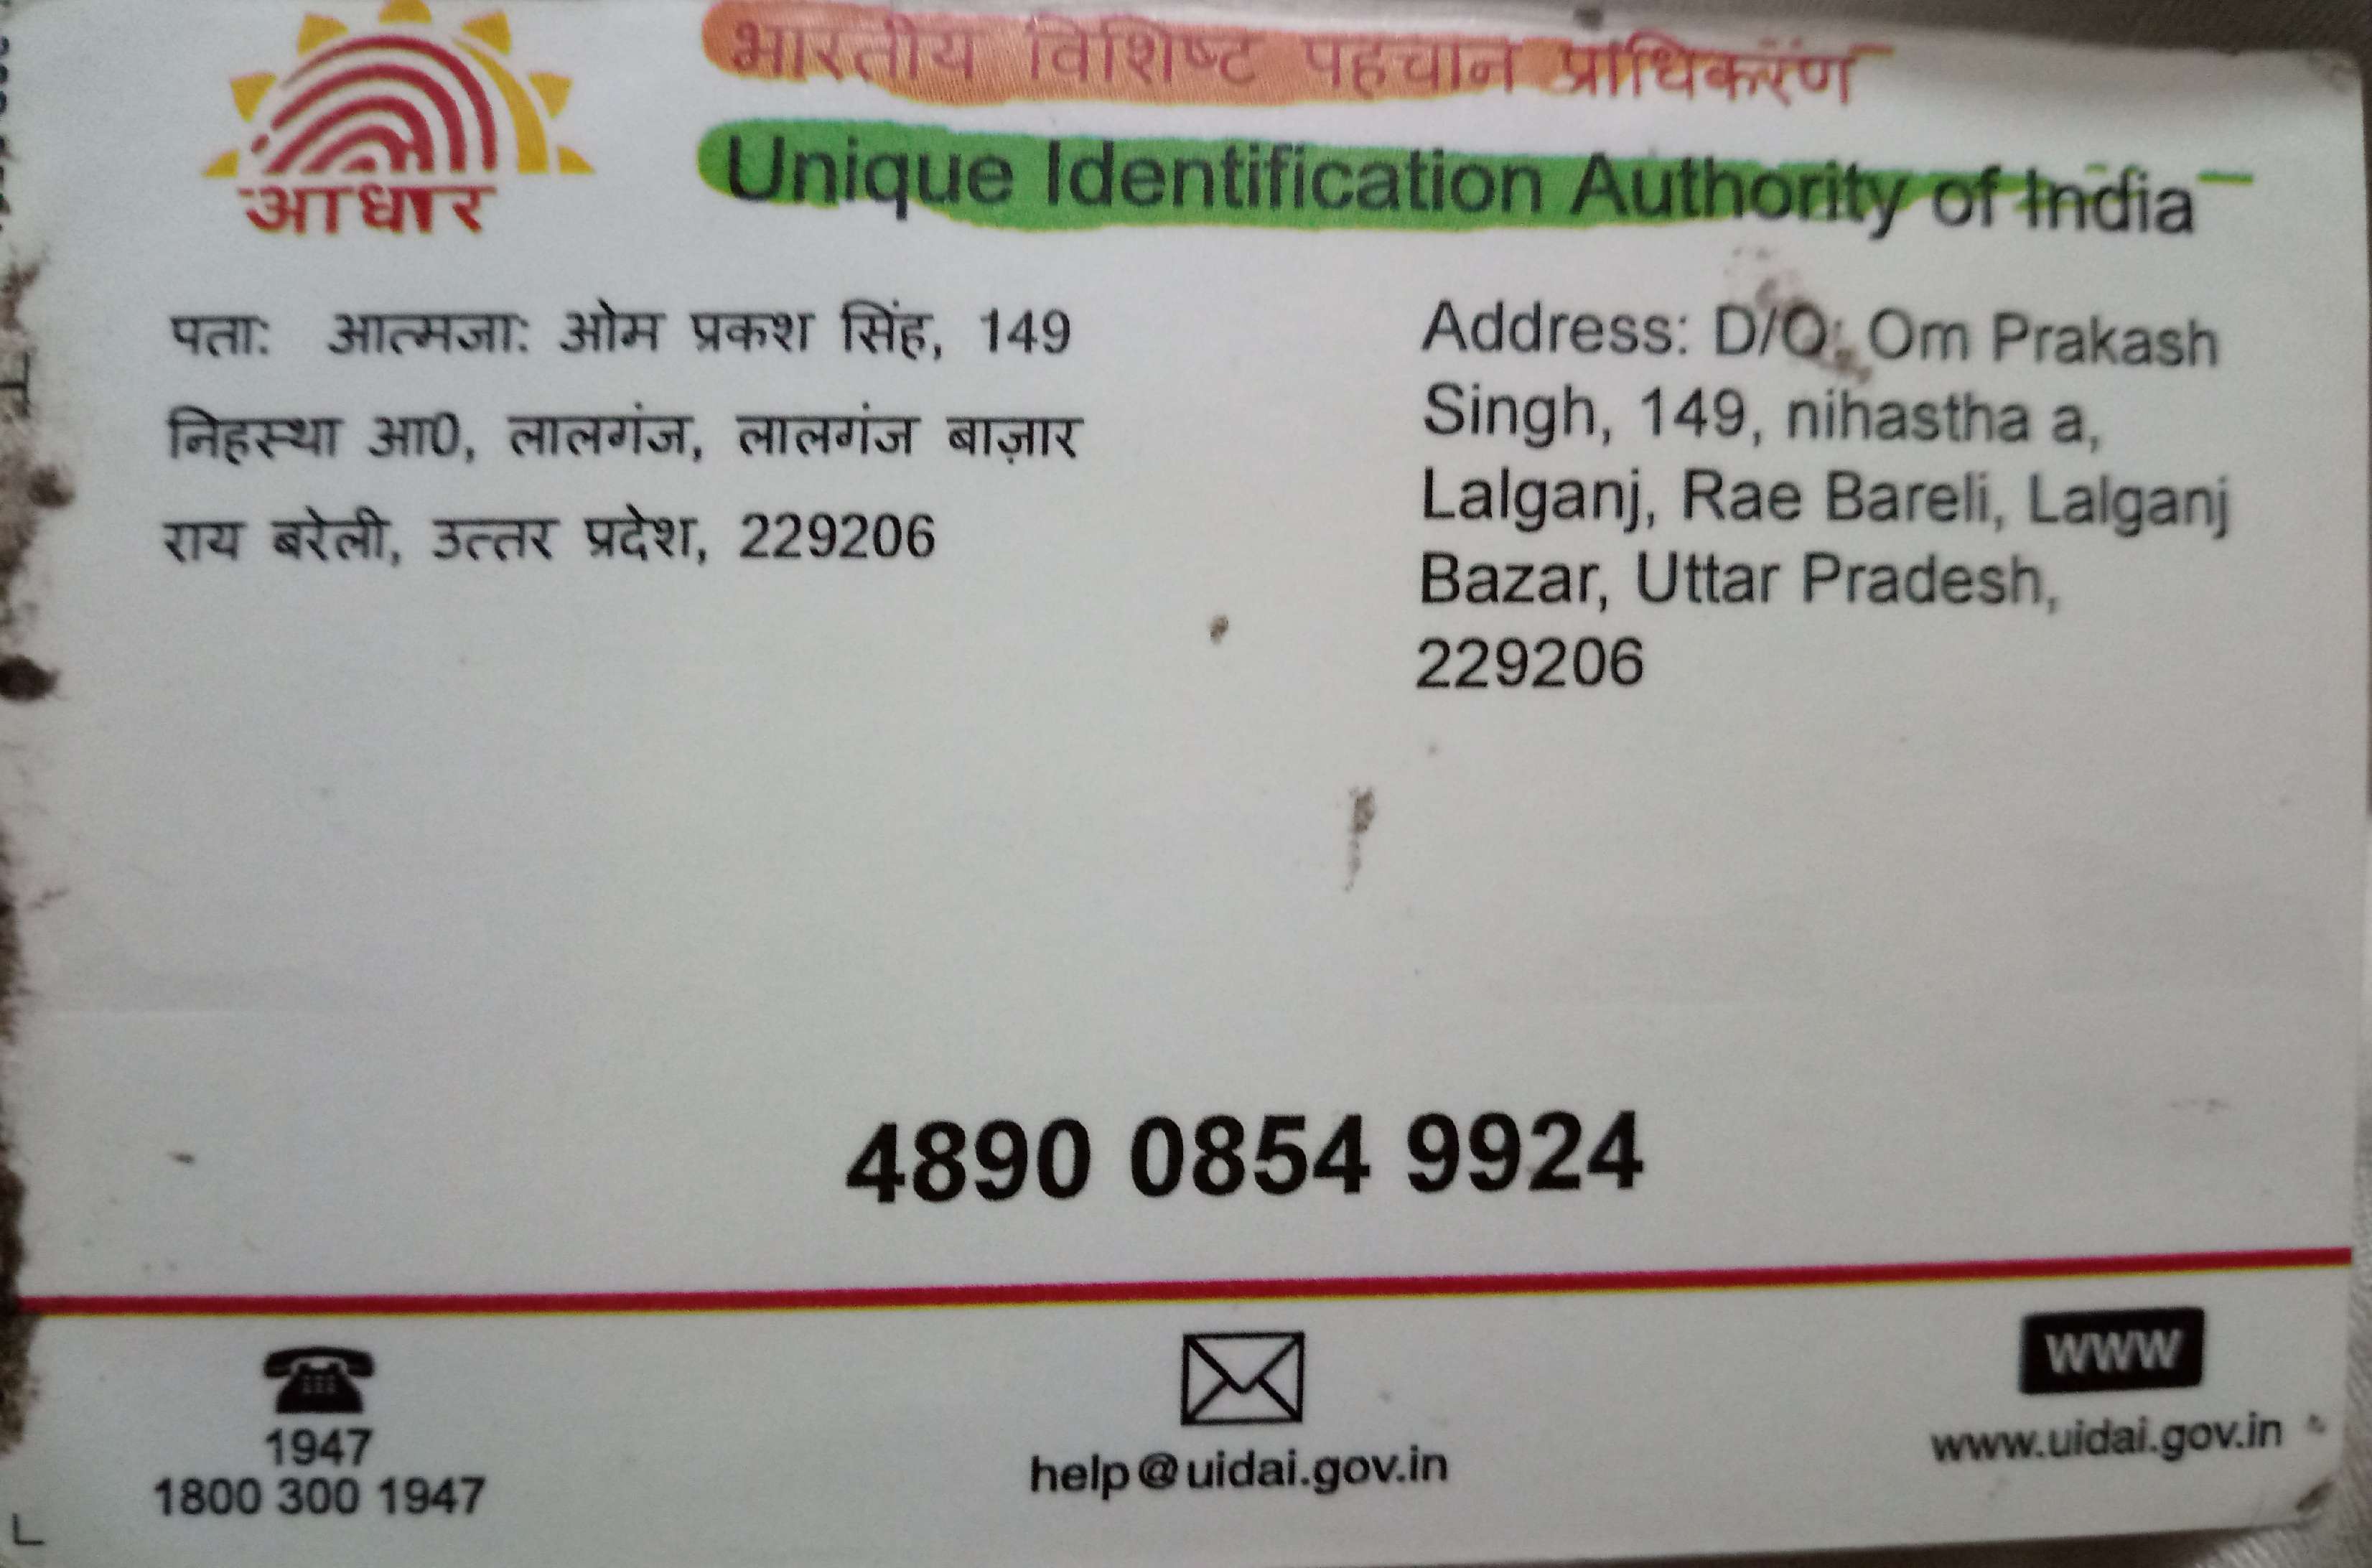 भारतीय विशिष्ट पहचान प्राधिकरण
Unique Identification Authority of India
आधार
पता: आत्मजा: ओम प्रकश सिंह, 149
निहस्था आ0, लालगंज, लालगंज बाज़ार
राय बरेली, उत्तर प्रदेश, 229206
Address: D/O: Om Prakash
Singh, 149, nihastha a,
Lalganj, Rae Bareli, Lalganj
Bazar, Uttar Pradesh,
229206
4890 0854 9924
1947
1800 300 1947
help@uidai.gov.in
www
www.uidai.gov.in